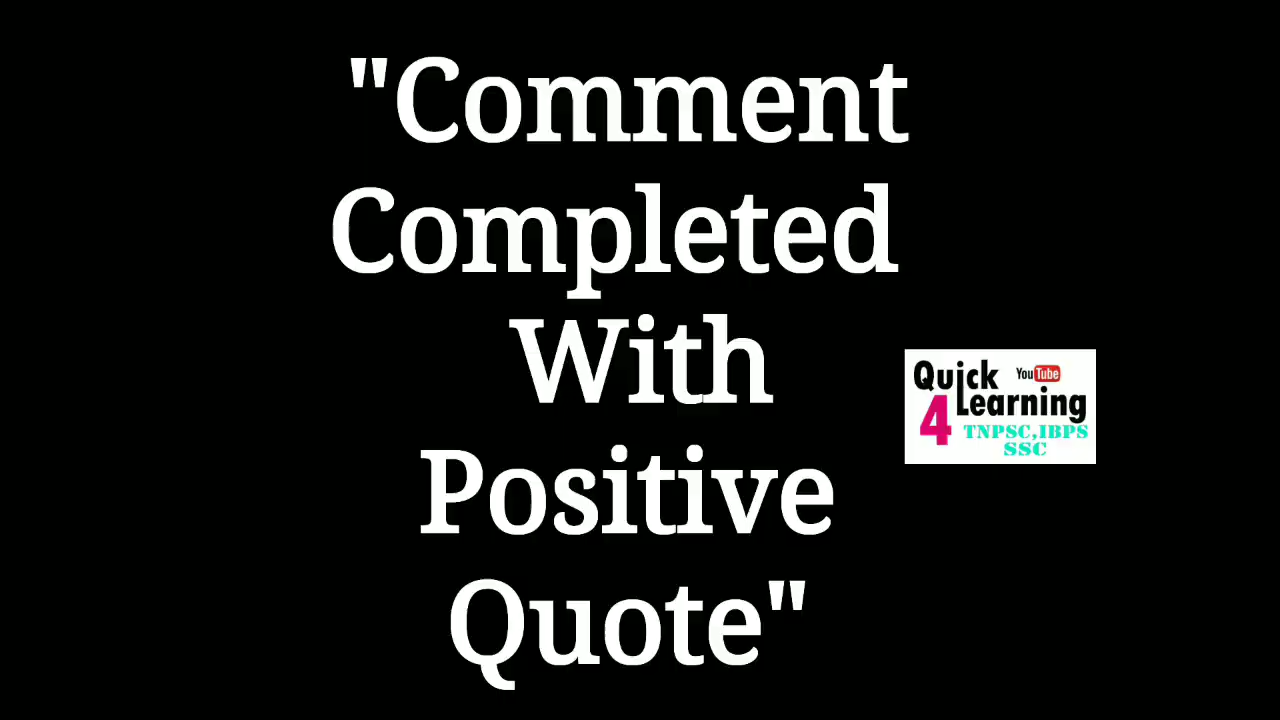 "Comment
Completed
With
Positive
Quote"
Quick YouTube
4 Learning
TNPSC,IBPS
SSC